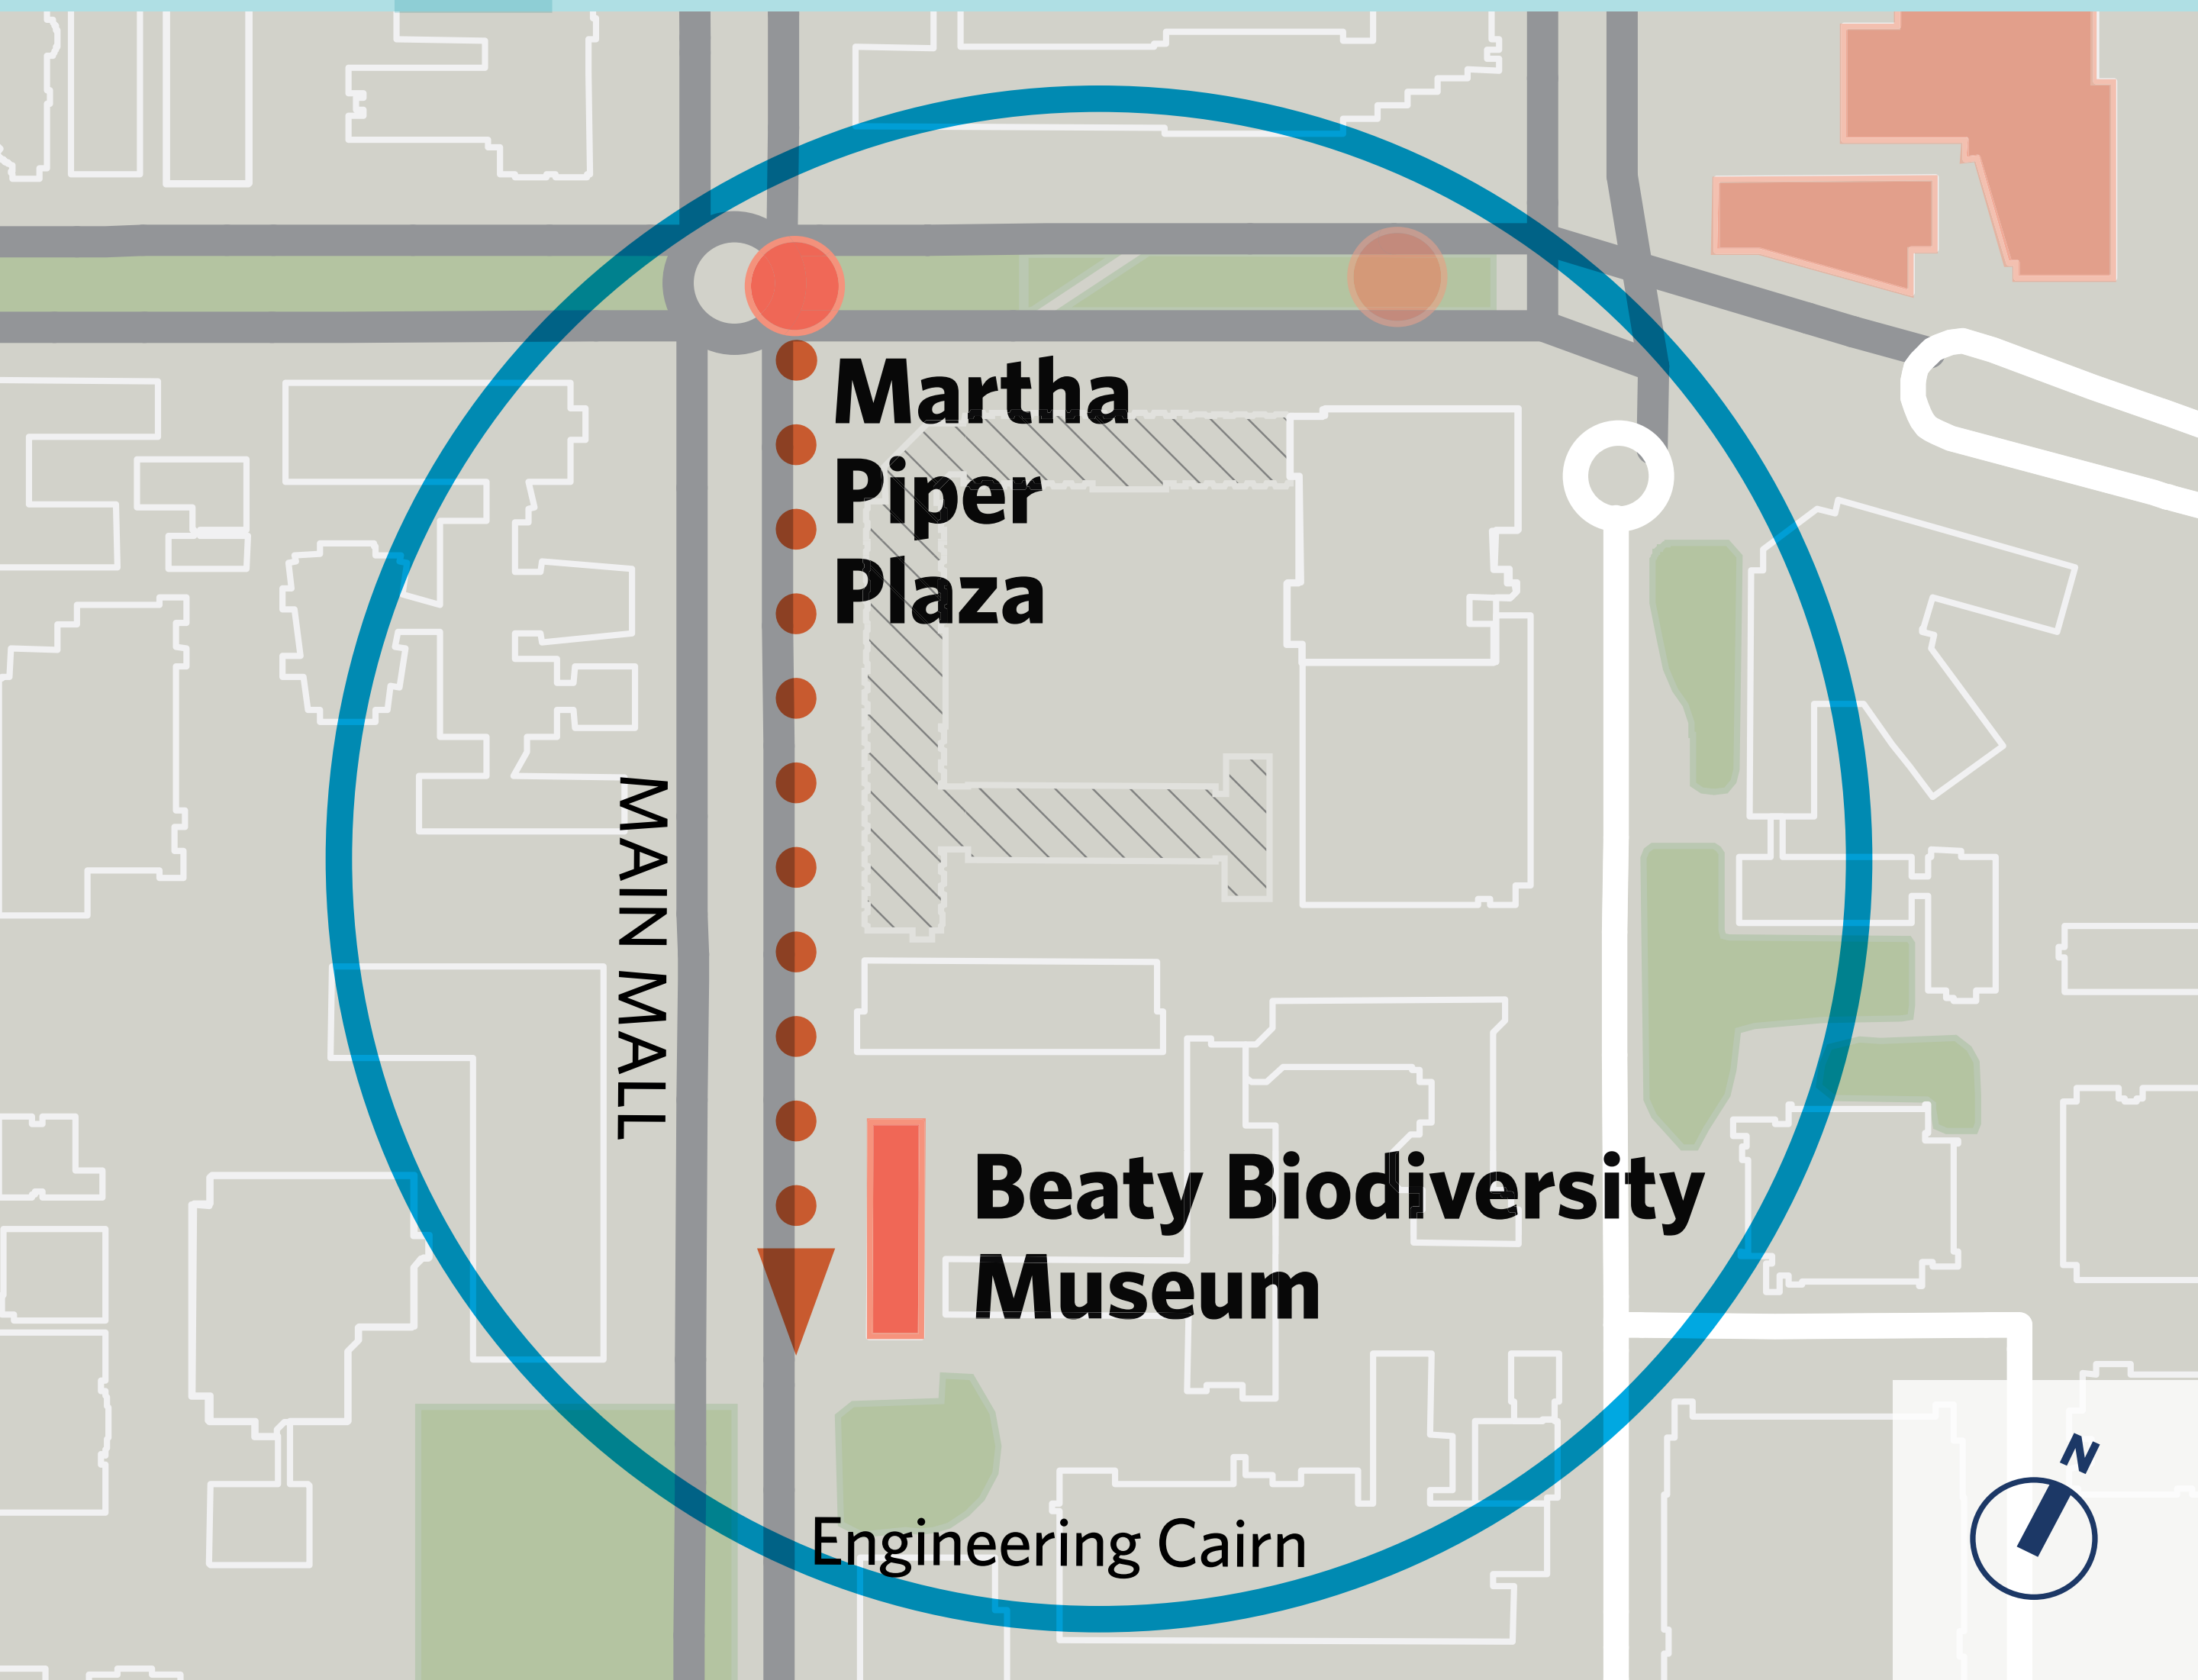 Martha
Piper
Plaza
MAIN MALL
Beaty Biodiversity
Museum
Engineering Cairn
N